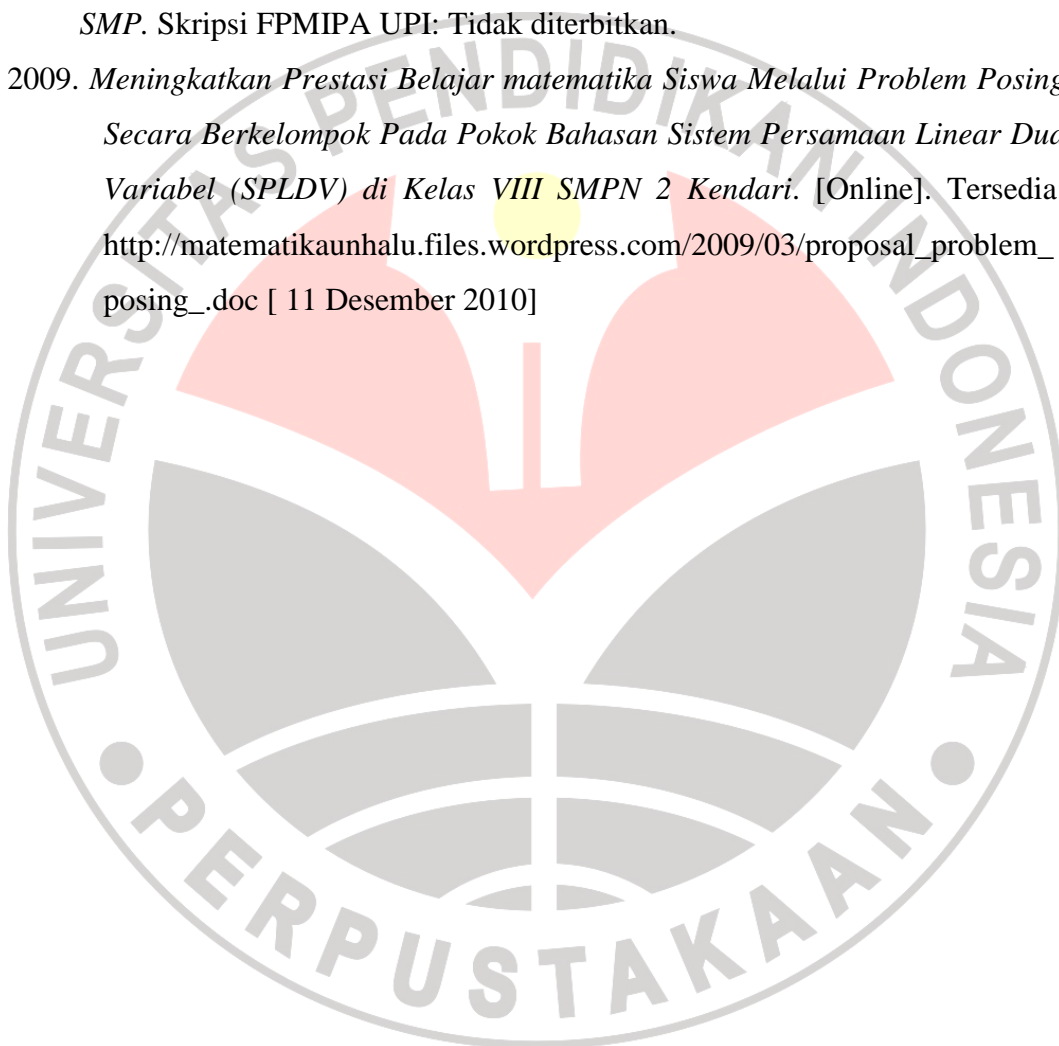 SMP. Skripsi FPMIPA UPI: Tidak diterbitkan.
2009. Meningkatkan Prestasi Belajar matematika Siswa Melalui Problem Posing
Secara Berkelompok Pada Pokok Bahasan Sistem Persamaan Linear Dua
Variabel (SPLDV) di Kelas VIII SMPN 2 Kendari. [Online]. Tersedia
http://matematikaunhalu.files.wordpress.com/2009/03/proposal_problem_
posing_.doc [ 11 Desember 2010]
UNIVERSITAS PENDIDIKAN INDONESIA
PERPUSTAKAAN